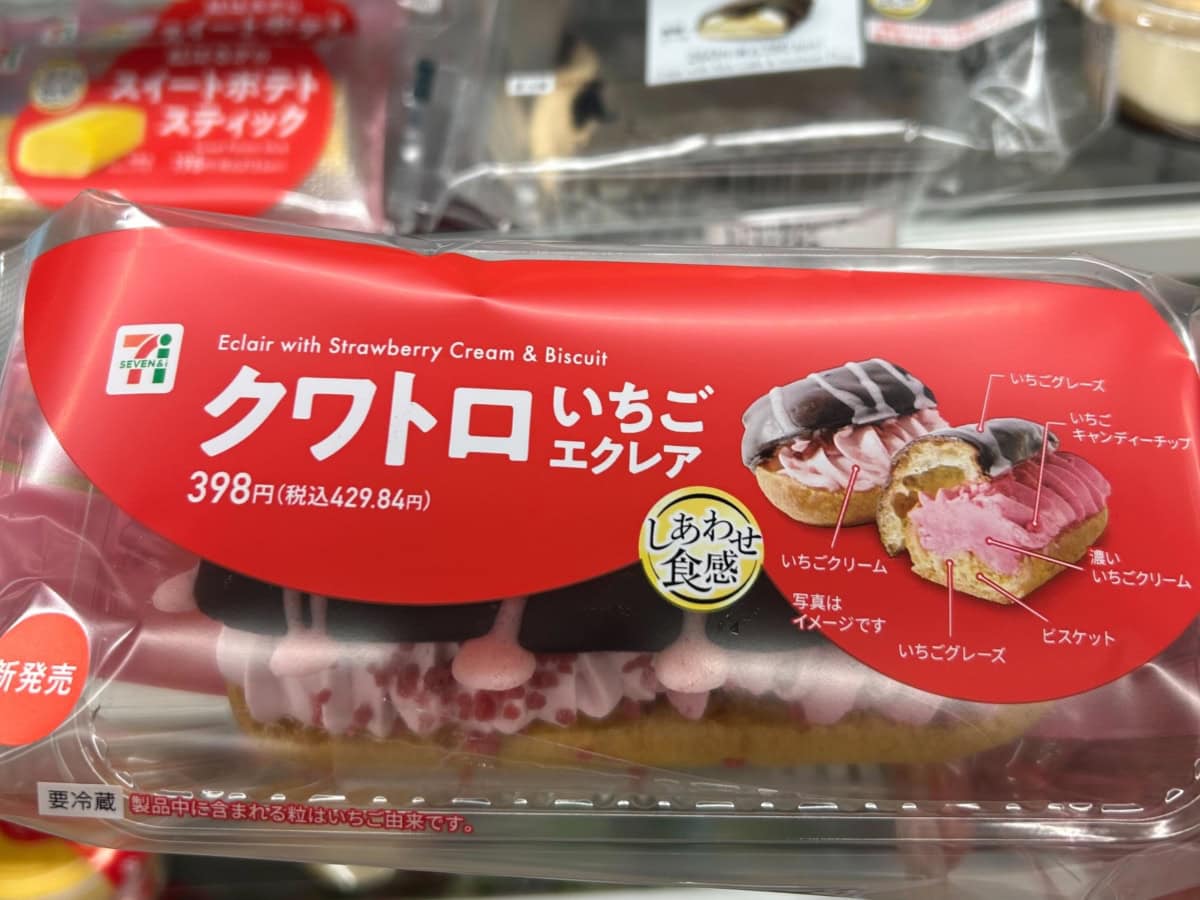 スイートポテト
スティック
SEVEN&i
Eclair with Strawberry Cream & Biscuit
クワトロ いちご
エクレア
398円(税込429.84円)
しあわせ
食感
いちごグレーズ
いちご
キャンディーチップ
いちごクリーム
濃い
いちごクリーム
写真は
イメージです
いちごグレーズ
ビスケット
新発売
要冷蔵
製品中に含まれる粒はいちご由来です。